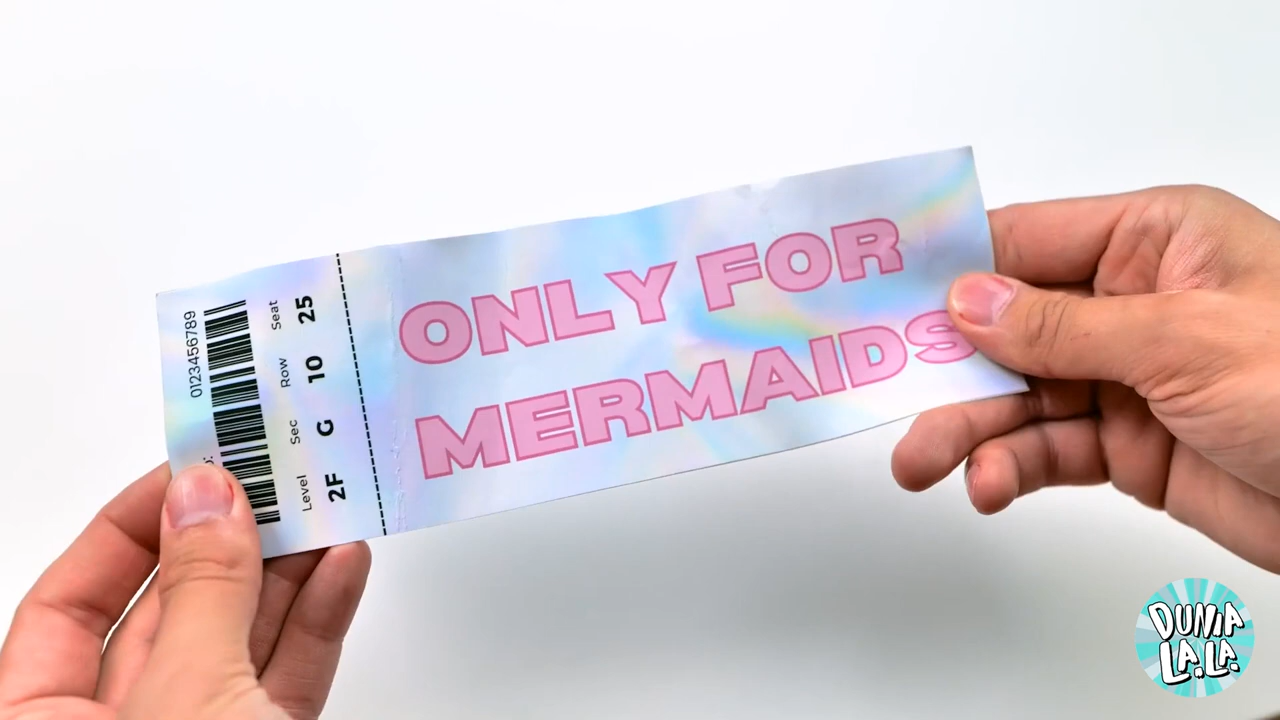 0123456789
Level Sec Row Seat
2F G 10 25
ONLY FOR
MERMAIDS
DUNIA
LA.LA.